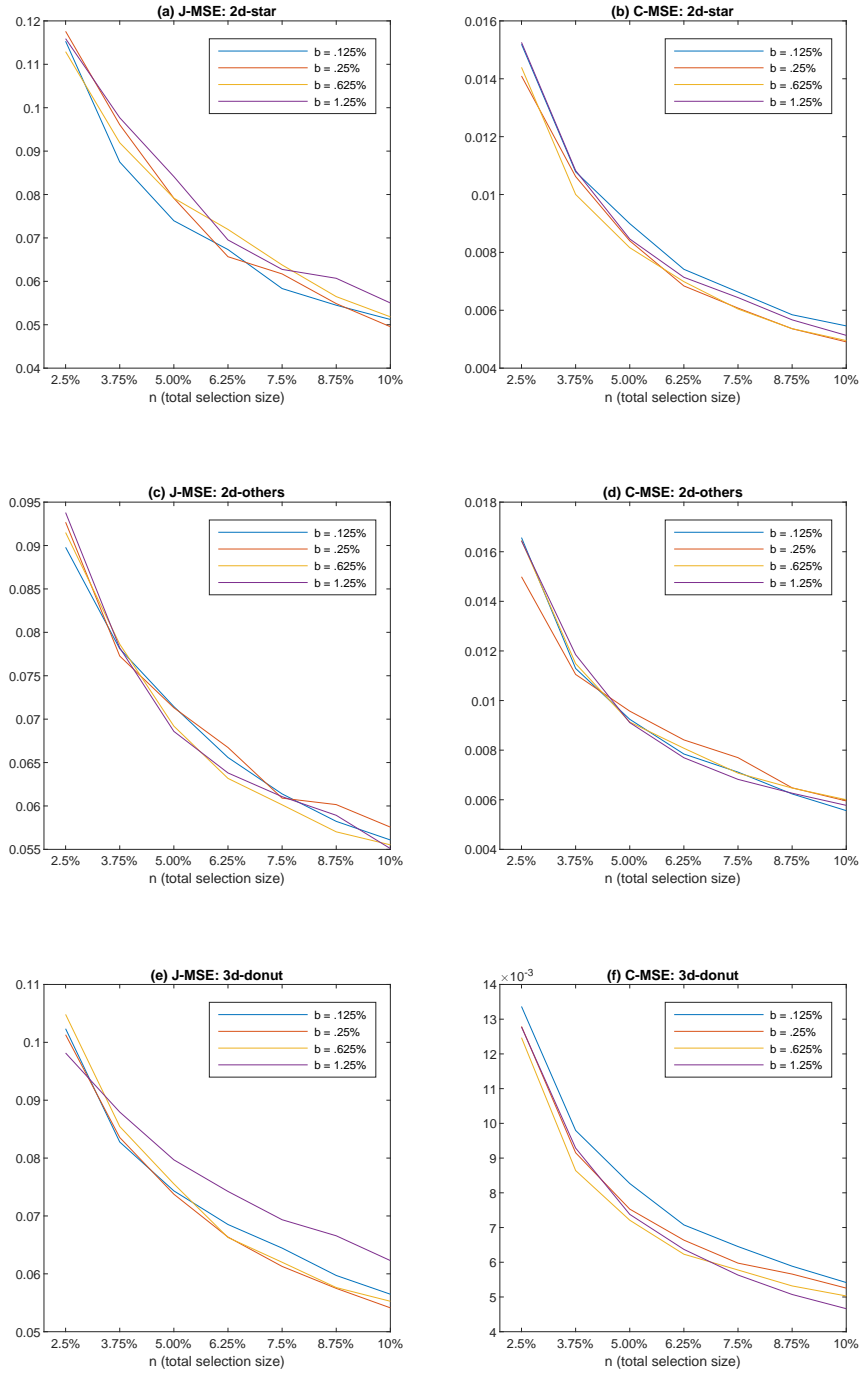 (a) J-MSE: 2d-star
0.12
0.11
0.1
0.09
0.08
0.07
0.06
0.05
0.04
b = .125%
b = .25%
b = .625%
b = 1.25%
2.5% 3.75% 5.00% 6.25% 7.5% 8.75% 10%
n (total selection size)
(b) C-MSE: 2d-star
0.016
0.014
0.012
0.01
0.008
0.006
0.004
b = .125%
b = .25%
b = .625%
b = 1.25%
2.5% 3.75% 5.00% 6.25% 7.5% 8.75% 10%
n (total selection size)
(c) J-MSE: 2d-others
0.095
0.09
0.085
0.08
0.075
0.07
0.065
0.06
0.055
b = .125%
b = .25%
b = .625%
b = 1.25%
2.5% 3.75% 5.00% 6.25% 7.5% 8.75% 10%
n (total selection size)
(d) C-MSE: 2d-others
0.018
0.016
0.014
0.012
0.01
0.008
0.006
0.004
b = .125%
b = .25%
b = .625%
b = 1.25%
2.5% 3.75% 5.00% 6.25% 7.5% 8.75% 10%
n (total selection size)
(e) J-MSE: 3d-donut
0.11
0.1
0.09
0.08
0.07
0.06
0.05
b = .125%
b = .25%
b = .625%
b = 1.25%
2.5% 3.75% 5.00% 6.25% 7.5% 8.75% 10%
n (total selection size)
(f) C-MSE: 3d-donut
×10⁻³
14
13
12
11
10
9
8
7
6
5
4
b = .125%
b = .25%
b = .625%
b = 1.25%
2.5% 3.75% 5.00% 6.25% 7.5% 8.75% 10%
n (total selection size)